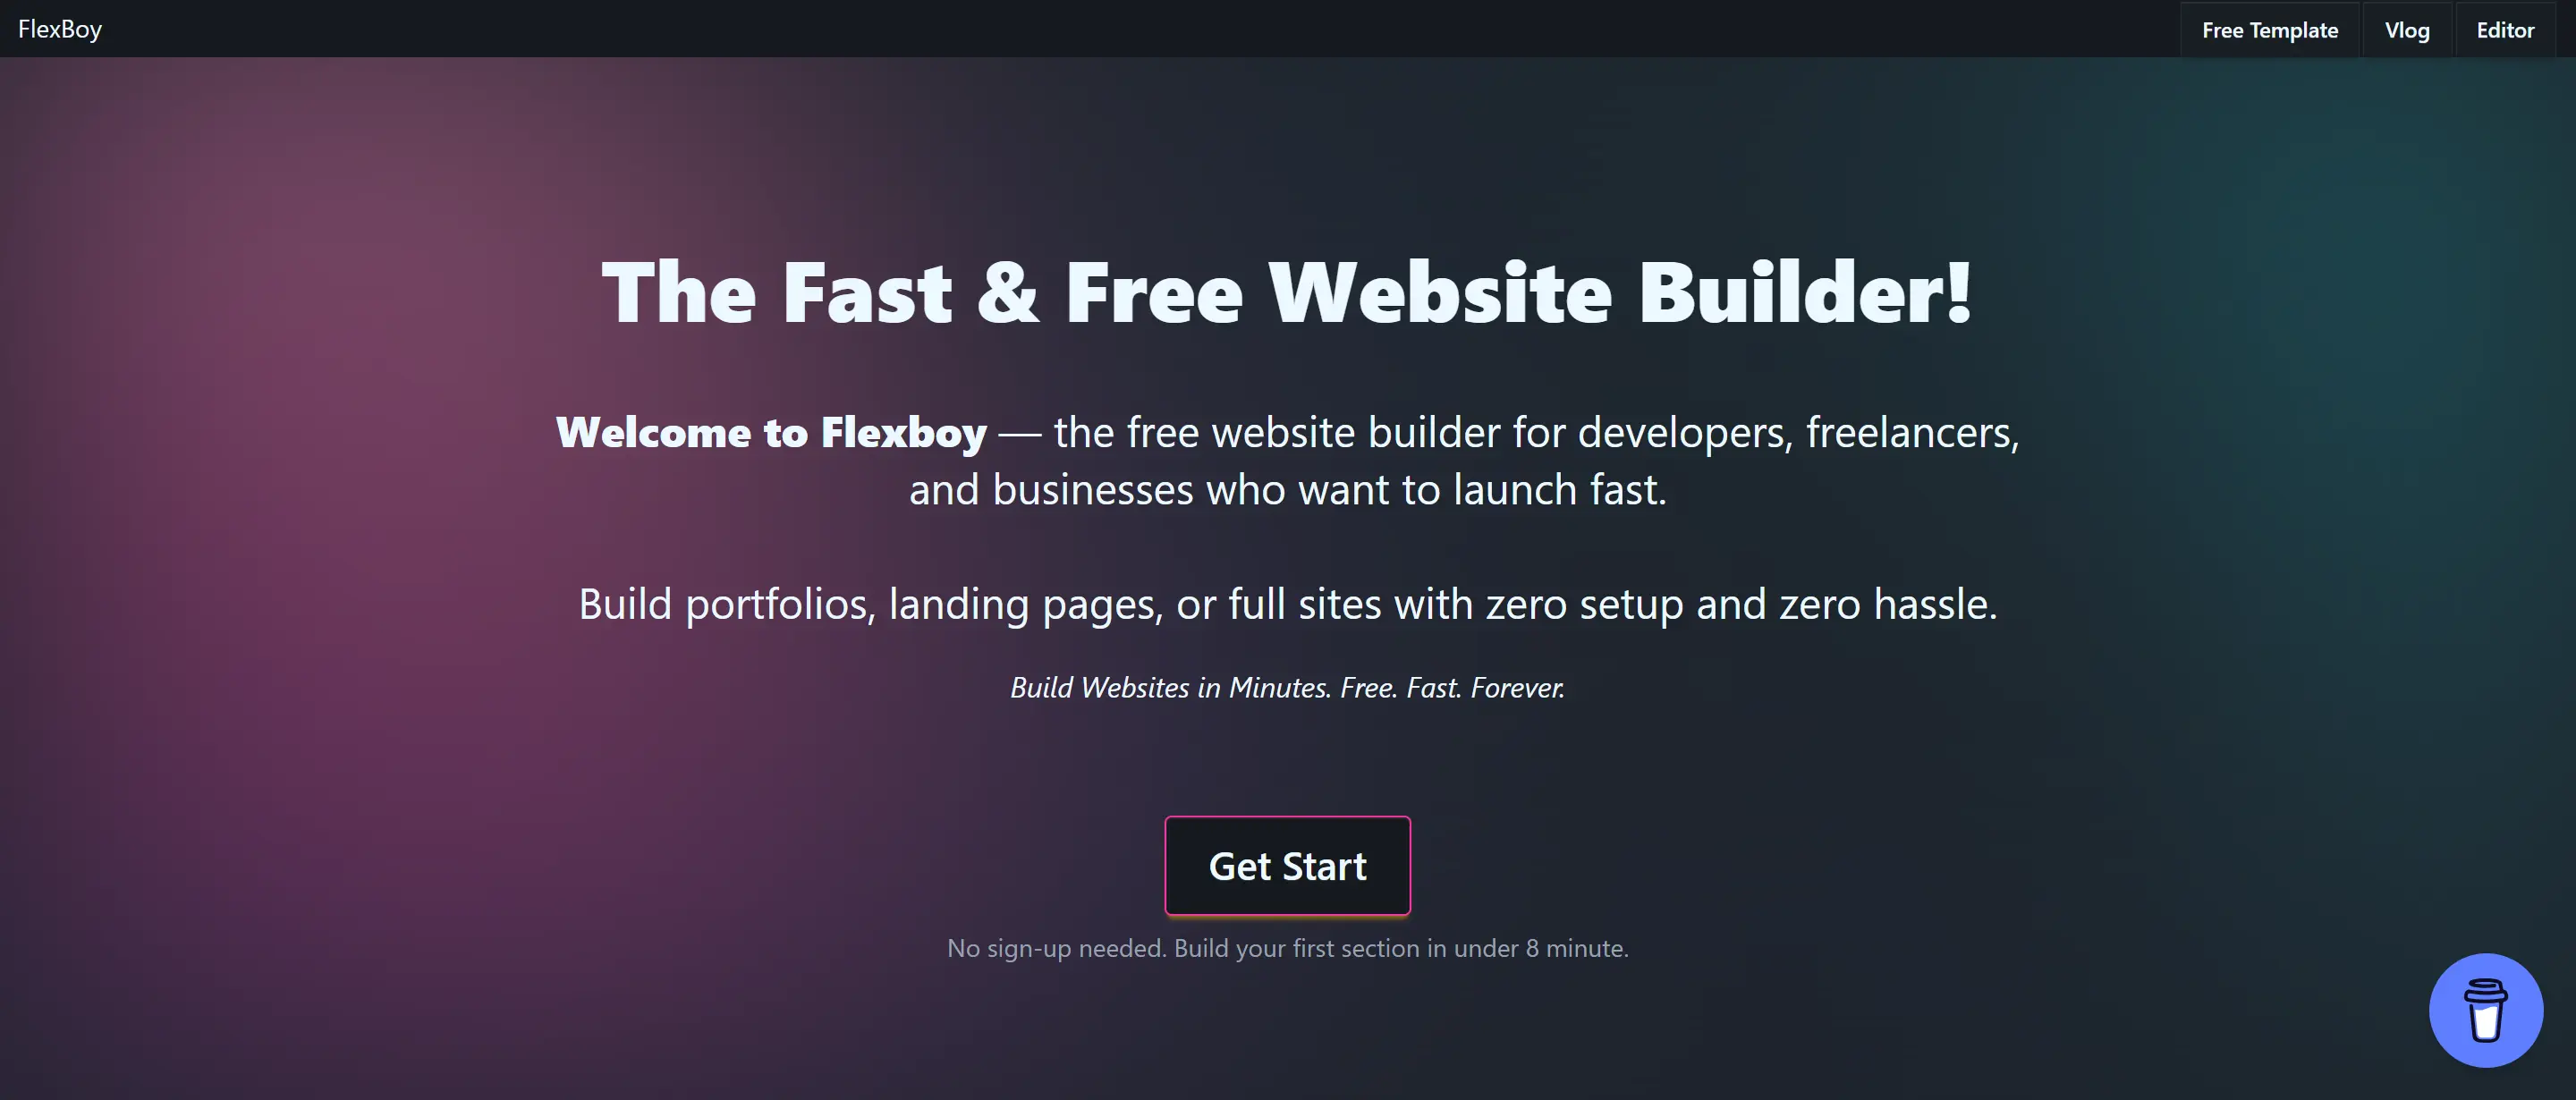 FlexBoy
Free Template
Vlog
Editor
The Fast & Free Website Builder!
Welcome to Flexboy — the free website builder for developers, freelancers,
and businesses who want to launch fast.
Build portfolios, landing pages, or full sites with zero setup and zero hassle.
Build Websites in Minutes. Free. Fast. Forever.
Get Start
No sign-up needed. Build your first section in under 8 minute.